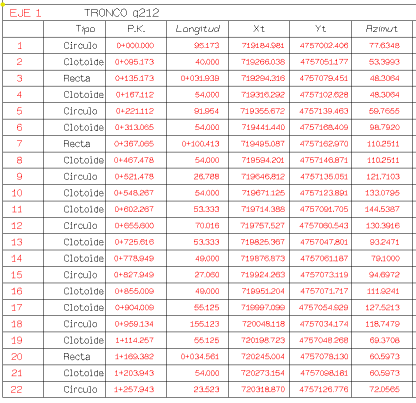 EJE 1 TRONCO a212
Tipo P.K. Longitud Xt Yt Azimut
1 Círculo 0+000.000 95.173 719184.981 4757002.406 77.6348
2 Clotoide 0+095.173 40.000 719266.038 4757051.177 53.3993
3 Recta 0+135.173 0+031.939 719294.316 4757079.451 48.3064
4 Clotoide 0+167.112 54.000 719316.292 4757102.628 48.3064
5 Círculo 0+221.112 91.954 719355.672 4757139.463 59.7655
6 Clotoide 0+313.065 54.000 719441.440 4757168.409 98.7920
7 Recta 0+367.065 0+100.413 719495.087 4757162.970 110.2511
8 Clotoide 0+467.478 54.000 719594.201 4757146.871 110.2511
9 Círculo 0+521.478 26.788 719646.812 4757135.051 121.7103
10 Clotoide 0+548.267 54.000 719671.125 4757123.891 133.0795
11 Clotoide 0+602.267 53.333 719714.388 4757091.705 144.5387
12 Círculo 0+655.600 70.016 719757.527 4757060.543 130.3916
13 Clotoide 0+725.616 53.333 719825.367 4757047.801 93.2471
14 Clotoide 0+778.949 49.000 719876.873 4757061.187 79.1000
15 Círculo 0+827.949 27.060 719924.263 4757073.119 94.6972
16 Clotoide 0+855.009 49.000 719951.204 4757071.717 111.9241
17 Clotoide 0+904.009 55.125 719997.099 4757054.929 127.5213
18 Círculo 0+959.134 155.123 720048.118 4757034.174 118.7479
19 Clotoide 1+114.257 55.125 720198.723 4757048.268 69.3708
20 Recta 1+169.382 0+034.561 720245.004 4757078.130 60.5973
21 Clotoide 1+203.943 54.000 720273.154 4757098.181 60.5973
22 Círculo 1+257.943 23.523 720318.870 4757126.776 72.0565